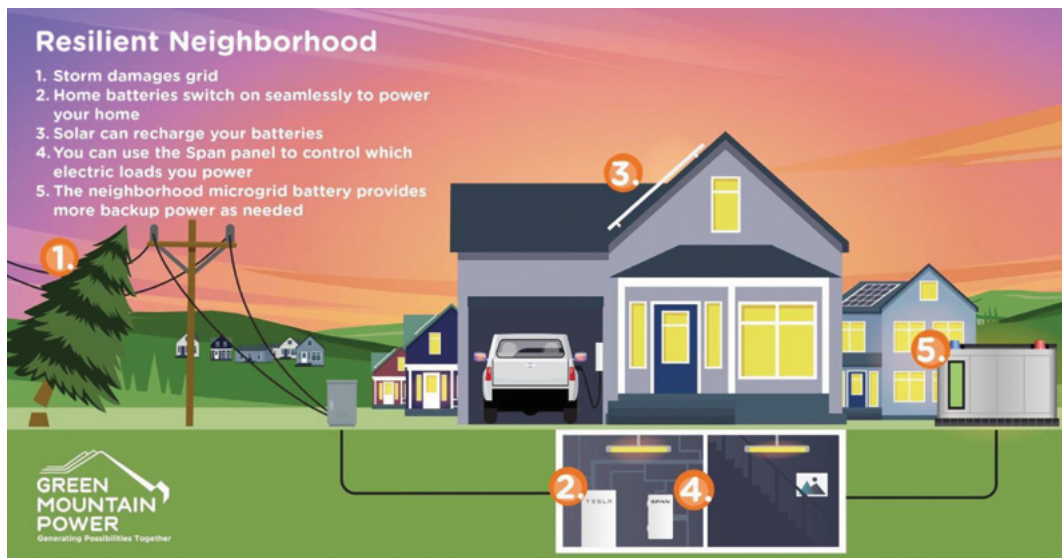 Resilient Neighborhood
1. Storm damages grid
2. Home batteries switch on seamlessly to power
your home
3. Solar can recharge your batteries
4. You can use the Span panel to control which
electric loads you power
5. The neighborhood microgrid battery provides
more backup power as needed
1.
3.
5.
2.
TESLA
SPAN
4.
GREEN
MOUNTAIN
POWER
Generating Possibilities Together